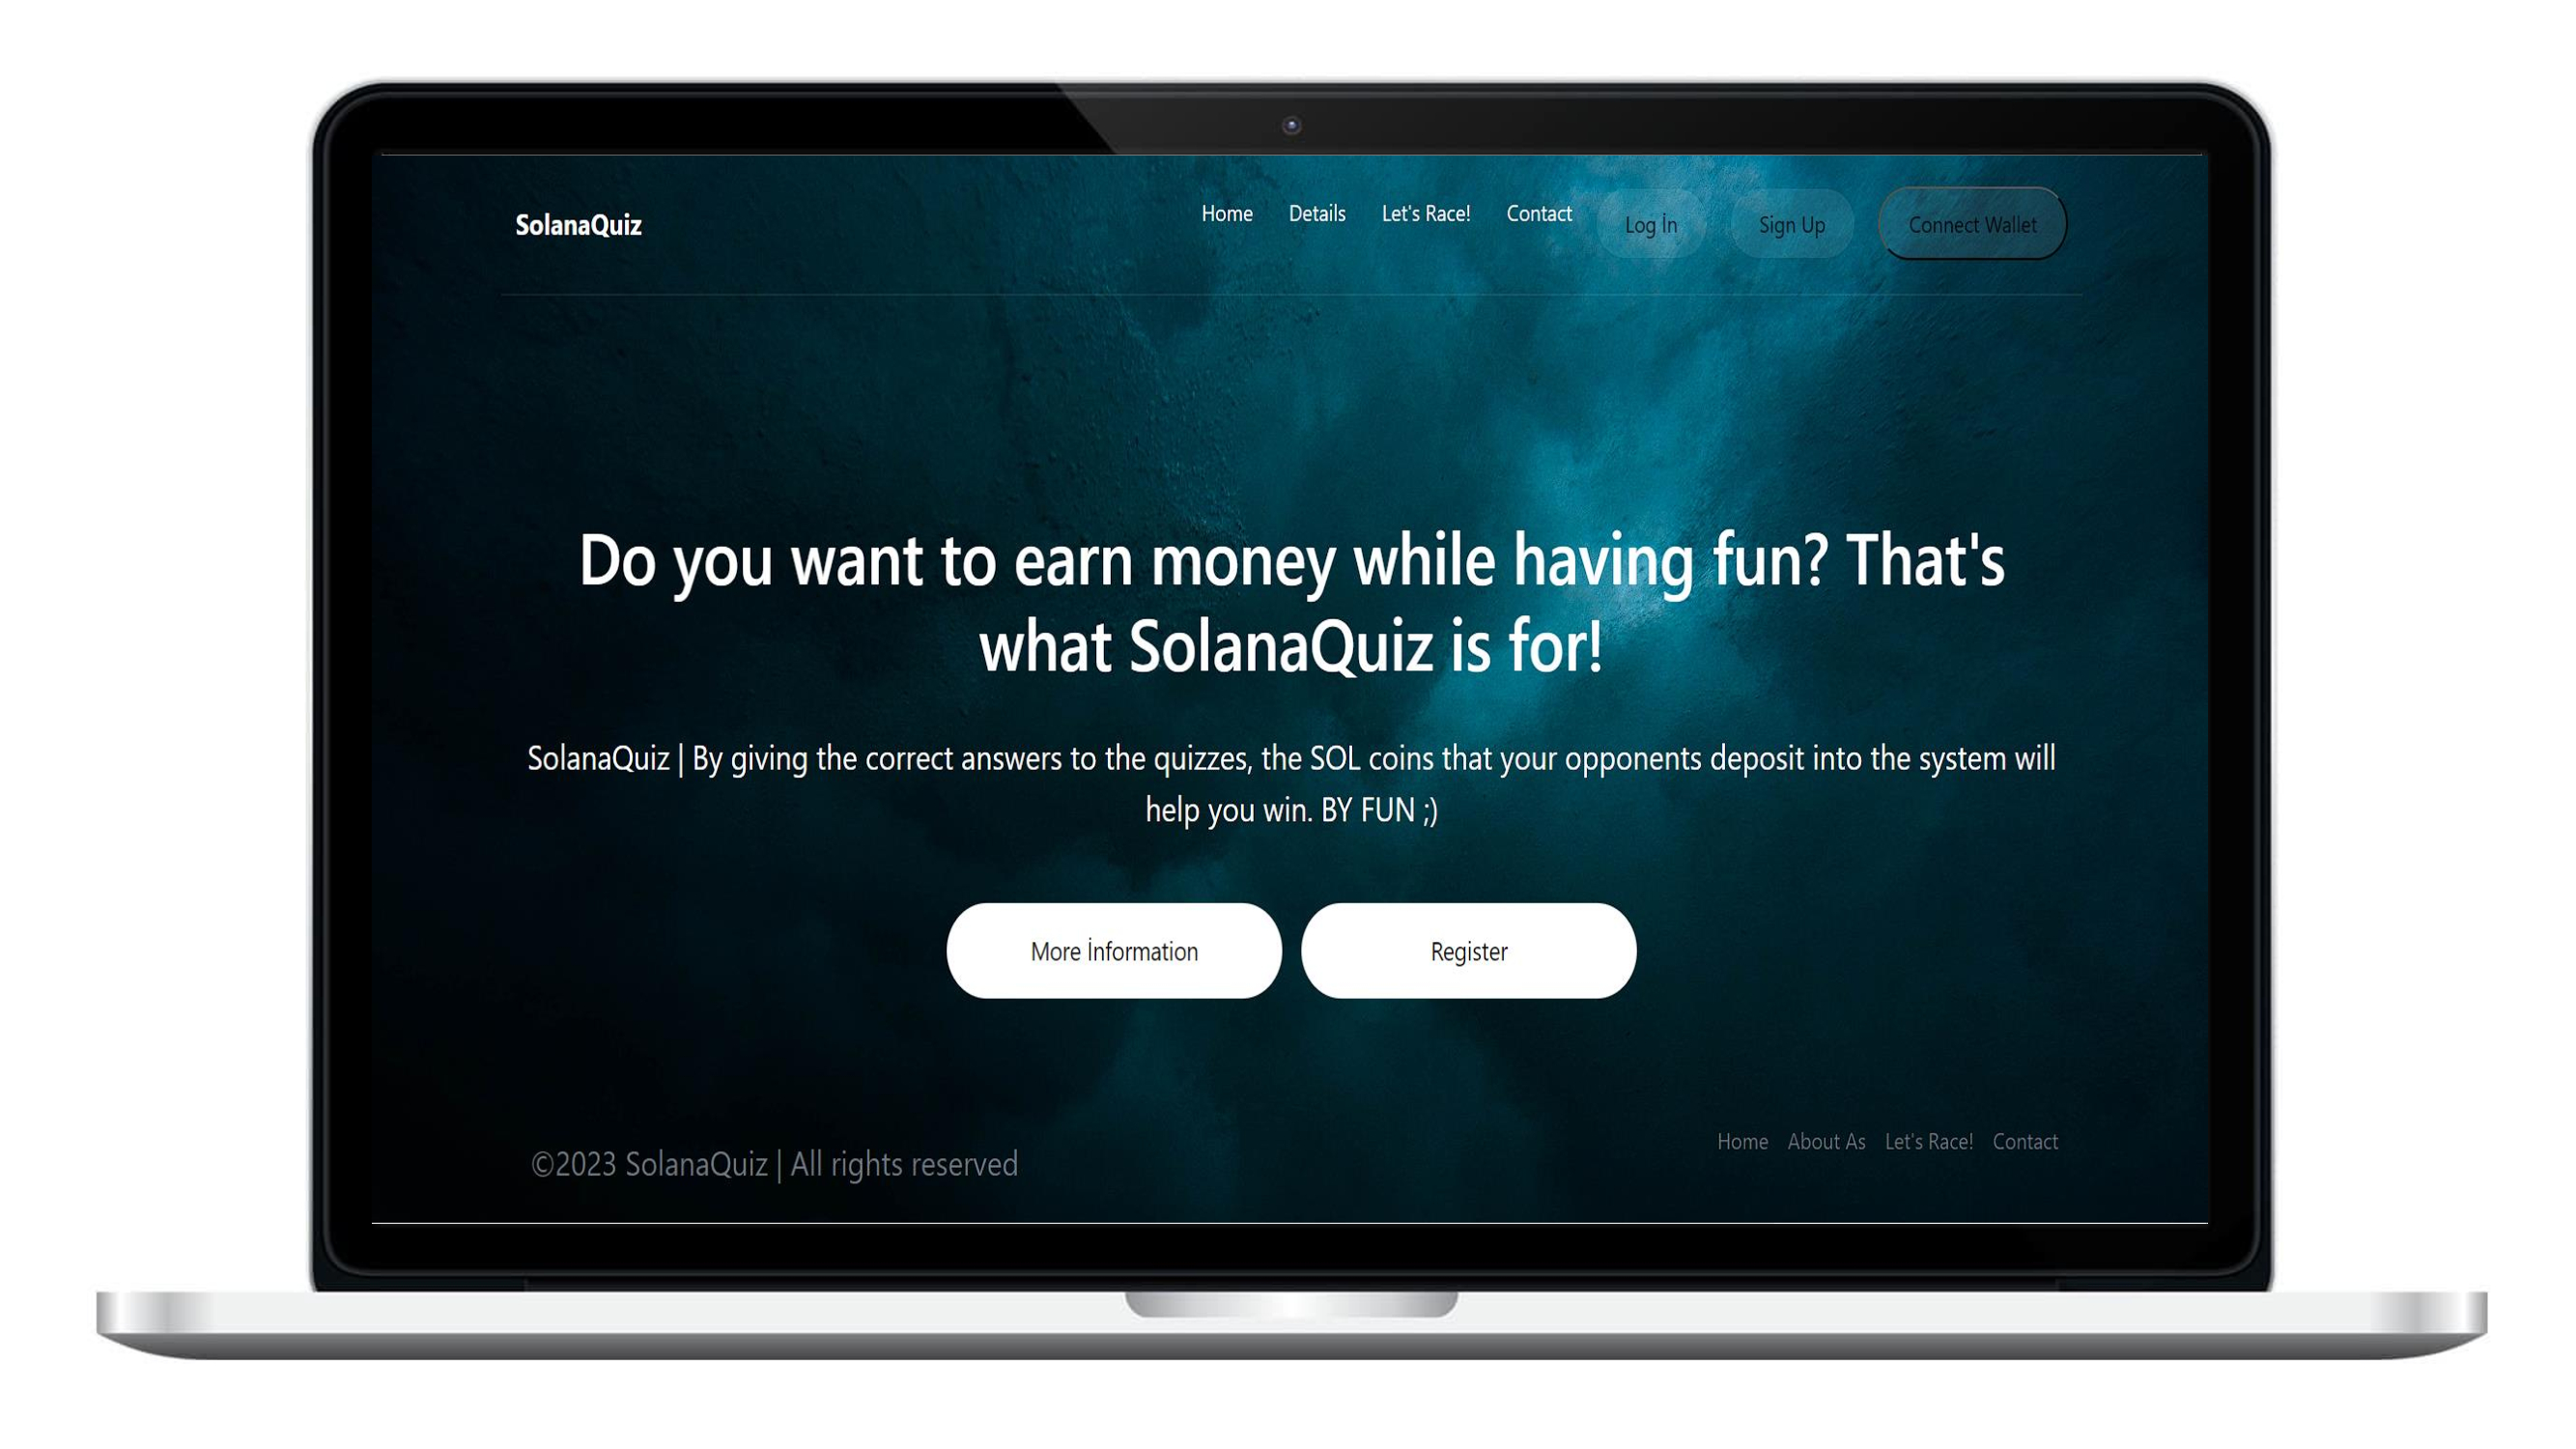 SolanaQuiz
Home Details Let's Race! Contact Log İn Sign Up Connect Wallet
Do you want to earn money while having fun? That's
what SolanaQuiz is for!
SolanaQuiz | By giving the correct answers to the quizzes, the SOL coins that your opponents deposit into the system will
help you win. BY FUN ;)
More İnformation Register
©2023 SolanaQuiz | All rights reserved
Home About As Let's Race! Contact